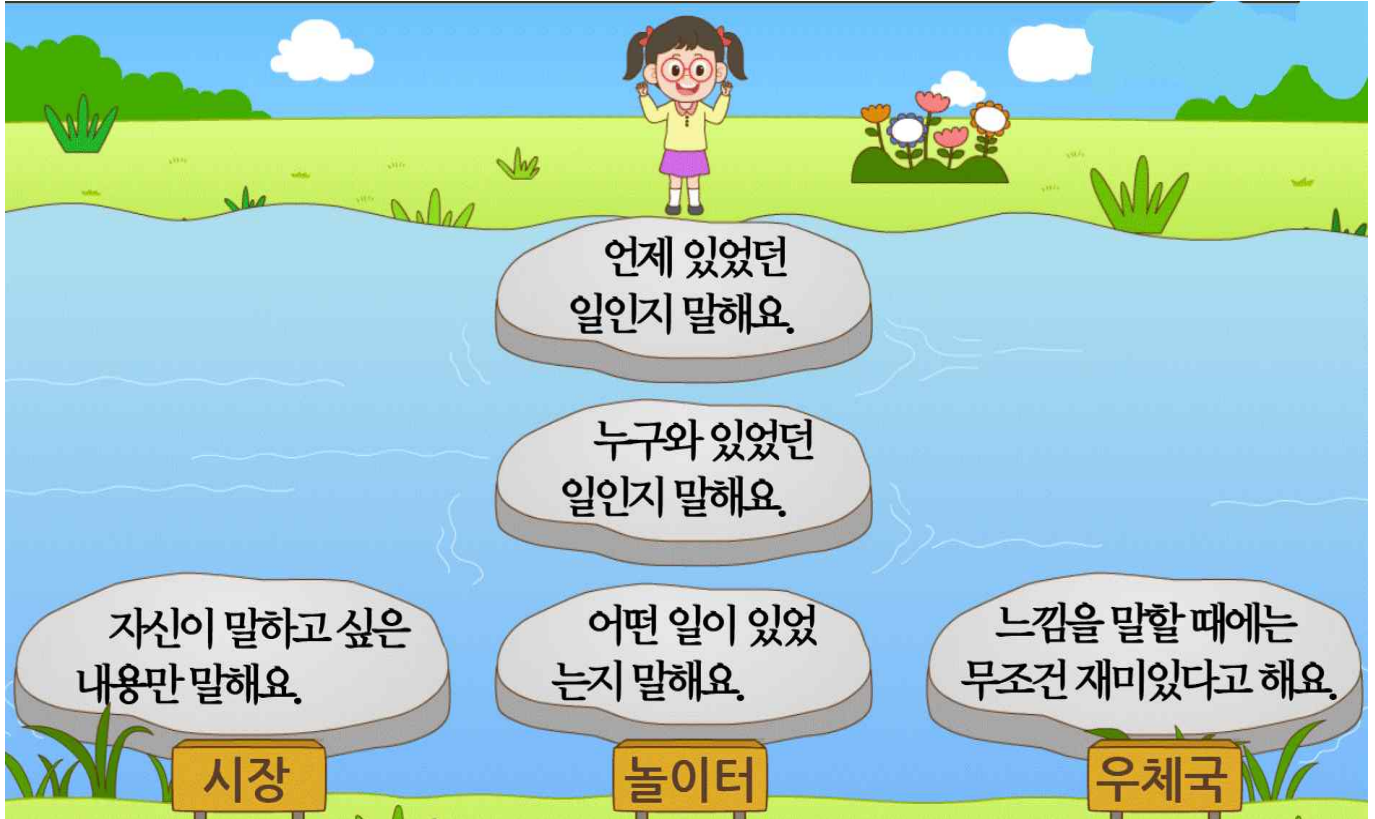 언제 있었던
일인지 말해요.
누구와 있었던
일인지 말해요.
자신이 말하고 싶은
내용만 말해요.
어떤 일이 있었
는지 말해요.
느낌을 말할 때에는
무조건 재미있다고 해요.
시장
놀이터
우체국